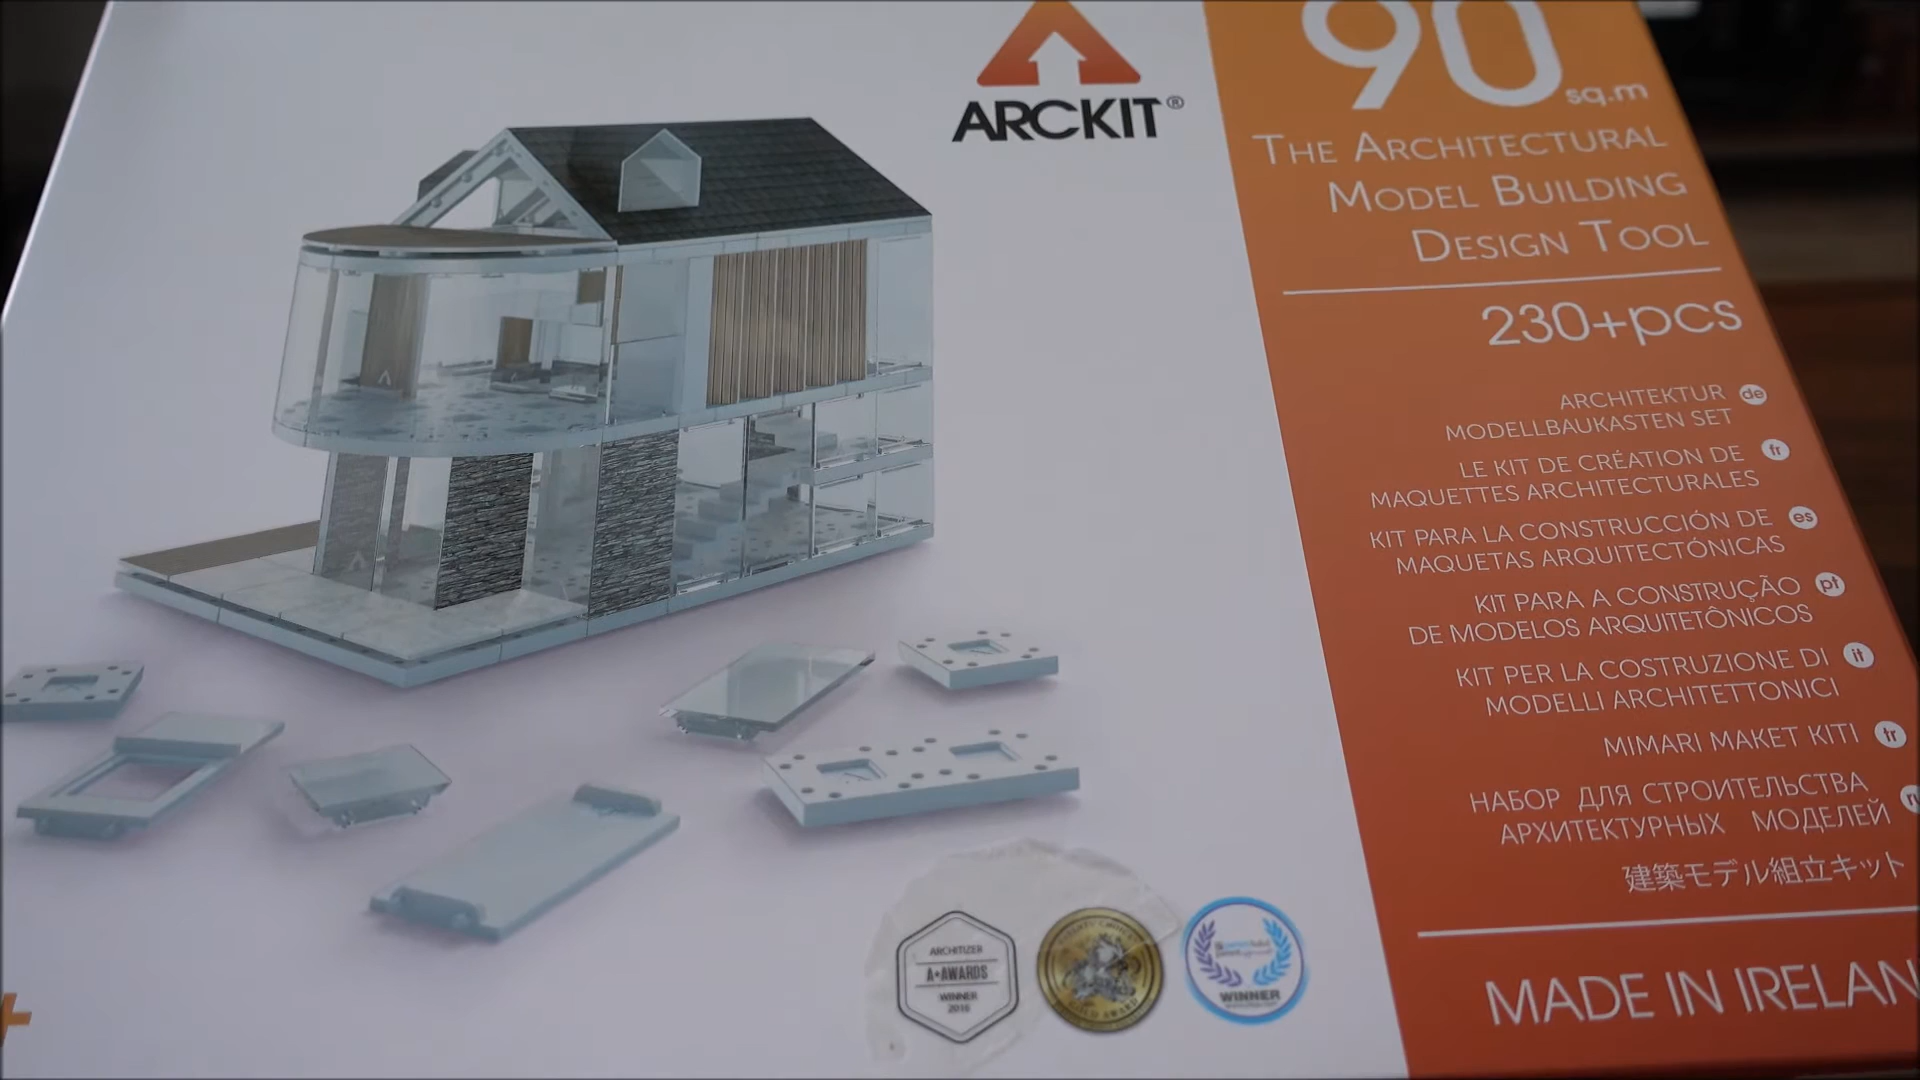 ARCKIT®
90 sq.m
THE ARCHITECTURAL
MODEL BUILDING
DESIGN TOOL
230+pcs
ARCHITEKTUR de
MODELLBAUKASTEN SET
LE KIT DE CRÉATION DE fr
MAQUETTES ARCHITECTURALES
KIT PARA LA CONSTRUCCIÓN DE es
MAQUETAS ARQUITECTÓNICAS
KIT PARA A CONSTRUÇÃO pt
DE MODELOS ARQUITETÔNICOS
KIT PER LA COSTRUZIONE DI it
MODELLI ARCHITETTONICI
MIMARI MAKET KITI tr
НАБОР ДЛЯ СТРОИТЕЛЬСТВА
АРХИТЕКТУРНЫХ МОДЕЛЕЙ
建築モデル組立キット
MADE IN IRELAN
ARCHITIZER
A+AWARDS
WINNER
2016
WINNER